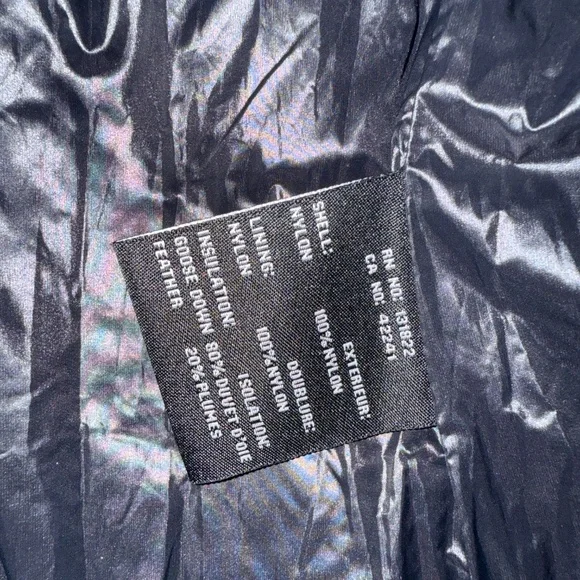 RN NO: 131822
CA NO: 42241
SHELL:
NYLON
LINING:
NYLON
INSULATION:
GOOSE DOWN
FEATHER
EXTERIEUR:
100% NYLON
DOUBLURE:
100% NYLON
ISOLATION:
80% DUVET D'OIE
20% PLUMES